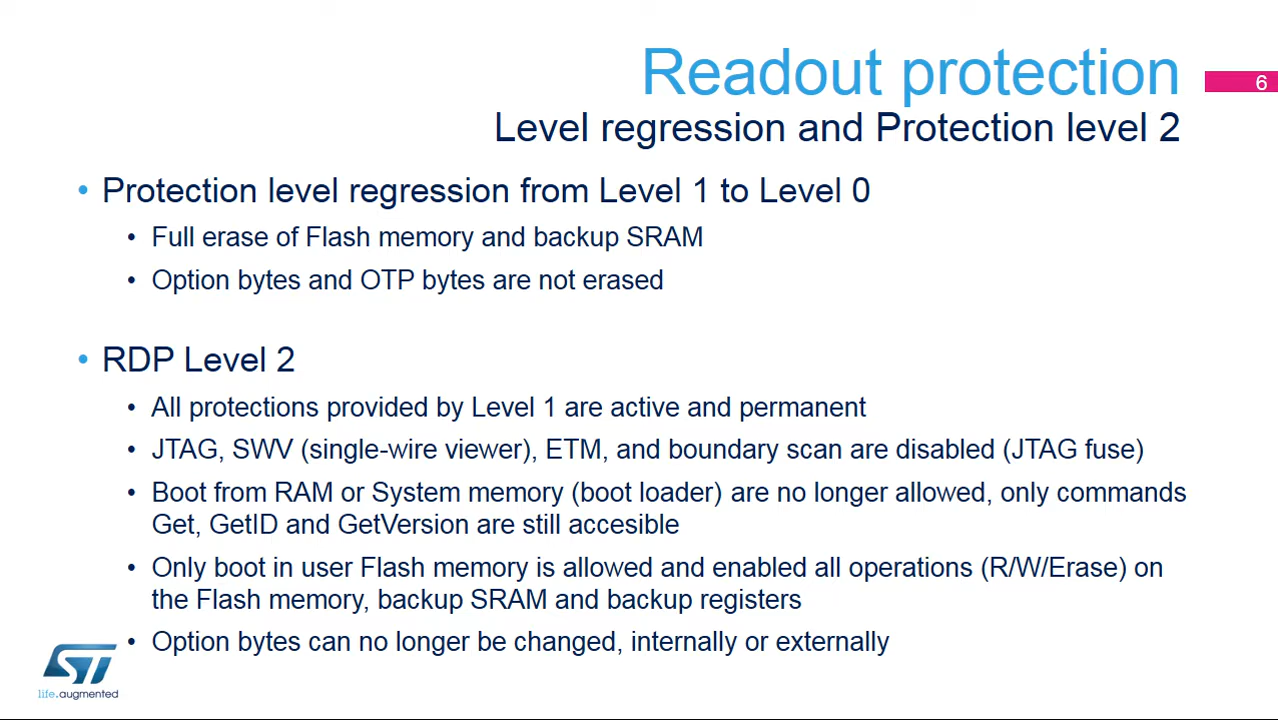 Readout protection
6
Level regression and Protection level 2
• Protection level regression from Level 1 to Level 0
• Full erase of Flash memory and backup SRAM
• Option bytes and OTP bytes are not erased
• RDP Level 2
• All protections provided by Level 1 are active and permanent
• JTAG, SWV (single-wire viewer), ETM, and boundary scan are disabled (JTAG fuse)
• Boot from RAM or System memory (boot loader) are no longer allowed, only commands
Get, GetID and GetVersion are still accesible
• Only boot in user Flash memory is allowed and enabled all operations (R/W/Erase) on
the Flash memory, backup SRAM and backup registers
• Option bytes can no longer be changed, internally or externally
ST
life.augmented